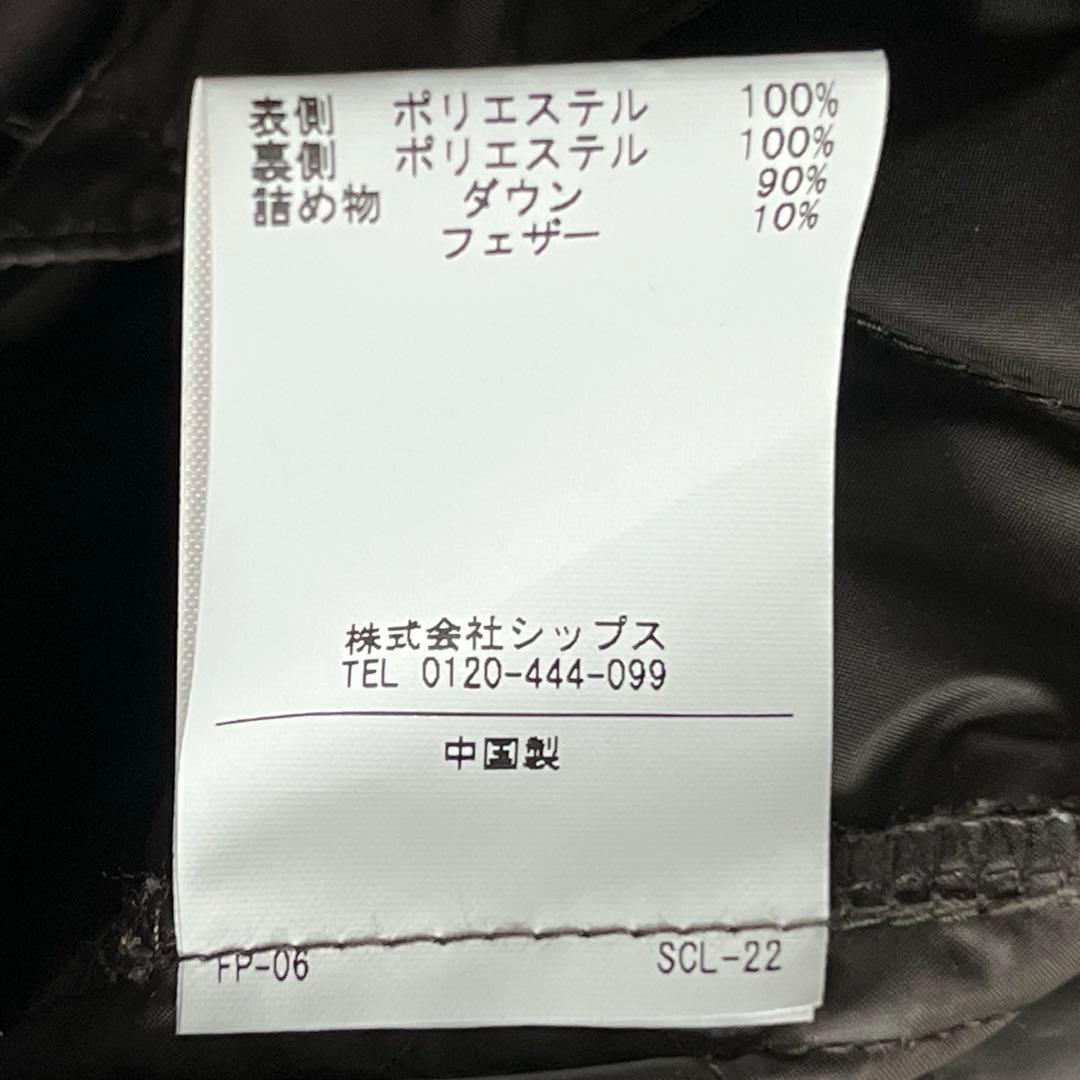 表側 ポリエステル 100%
裏側 ポリエステル 100%
詰め物 ダウン 90%
フェザー 10%
株式会社シップス
TEL 0120-444-099
中国製
FP-06 SCL-22